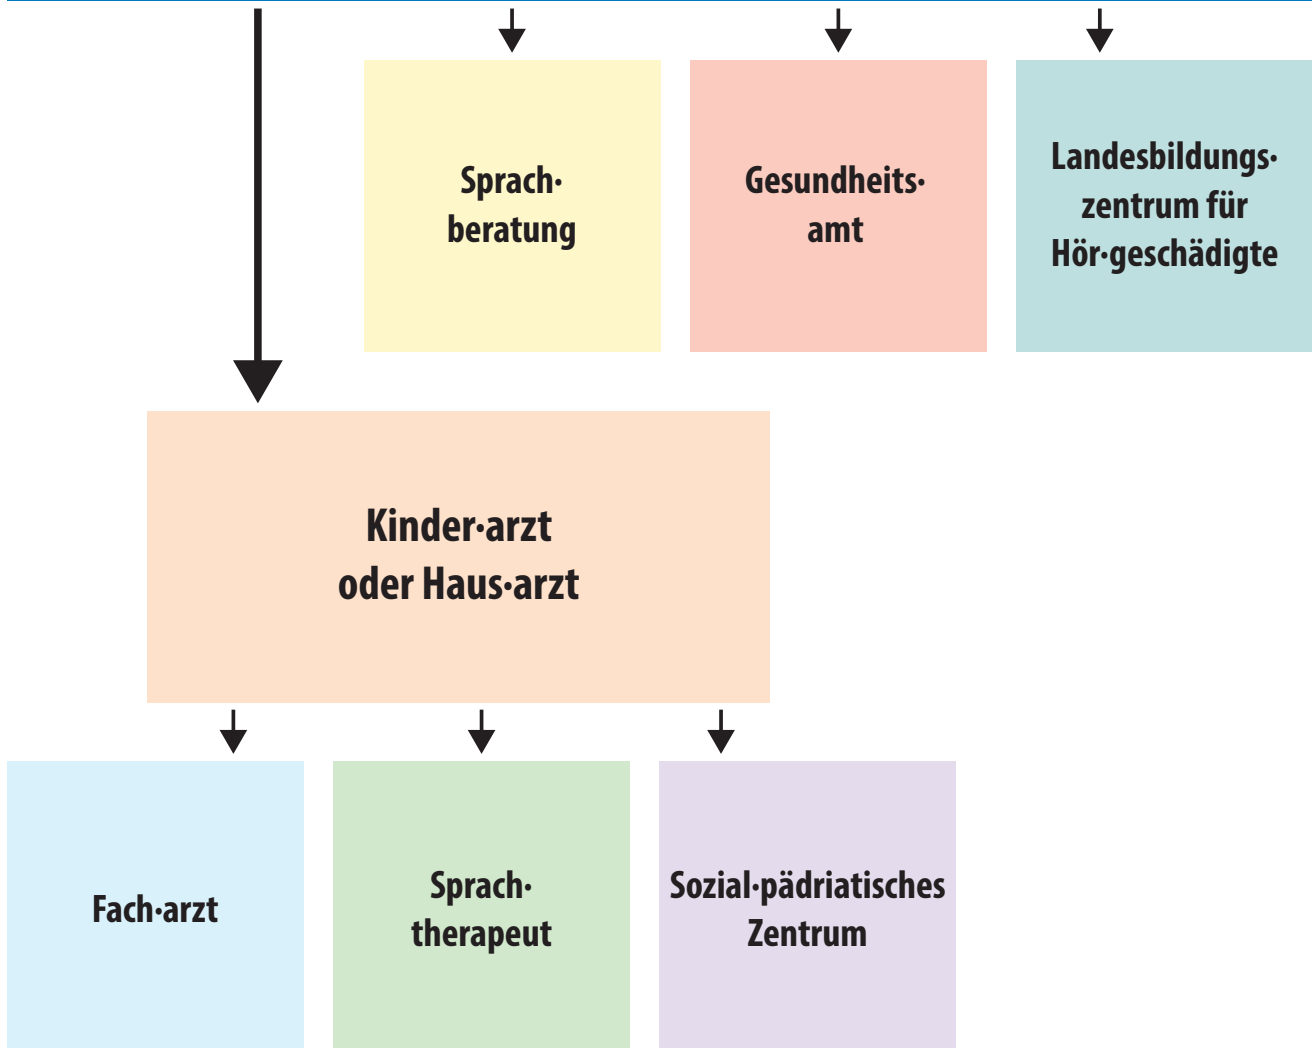 Sprach·
beratung
Gesundheits·
amt
Landesbildungs·
zentrum für
Hör·geschädigte
Kinder·arzt
oder Haus·arzt
Fach·arzt
Sprach·
therapeut
Sozial·pädriatisches
Zentrum